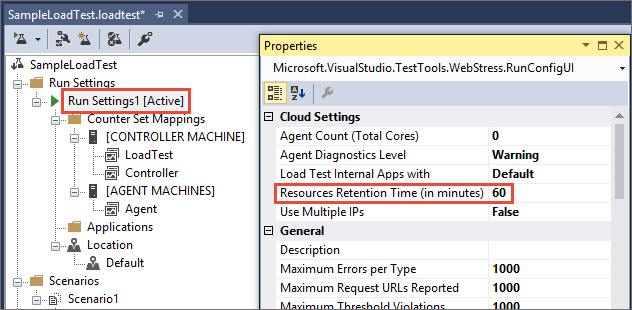 SampleLoadTest.loadtest*
SampleLoadTest
Run Settings
Run Settings1 [Active]
Counter Set Mappings
[CONTROLLER MACHINE]
LoadTest
Controller
[AGENT MACHINES]
Agent
Applications
Location
Default
Scenarios
Scenario1
Properties
Microsoft.VisualStudio.TestTools.WebStress.RunConfigUI
Cloud Settings
Agent Count (Total Cores) 0
Agent Diagnostics Level Warning
Load Test Internal Apps with Default
Resources Retention Time (in minutes) 60
Use Multiple IPs False
General
Description
Maximum Errors per Type 1000
Maximum Request URLs Reported 1000
Maximum Threshold Violations 1000